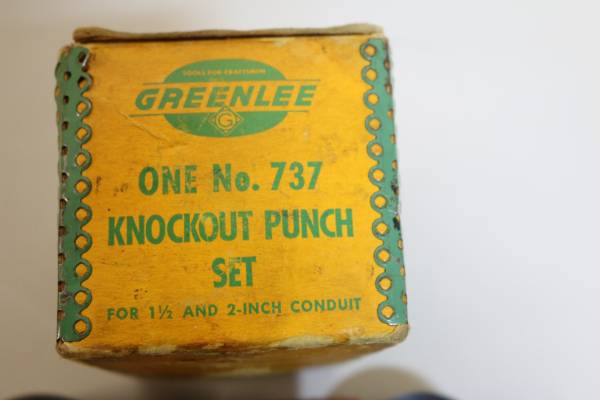 TOOLS FOR CRAFTSMEN
GREENLEE
G
ONE No. 737
KNOCKOUT PUNCH
SET
FOR 1½ AND 2-INCH CONDUIT